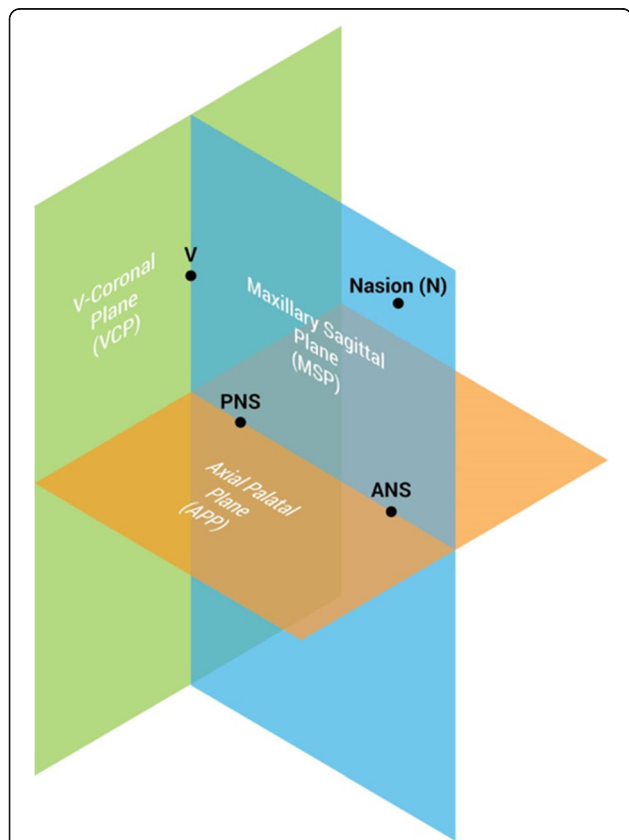 V
V-Coronal
Plane
(VCP)
Nasion (N)
Maxillary Sagittal
Plane
(MSP)
PNS
ANS
Axial Palatal
Plane
(APP)